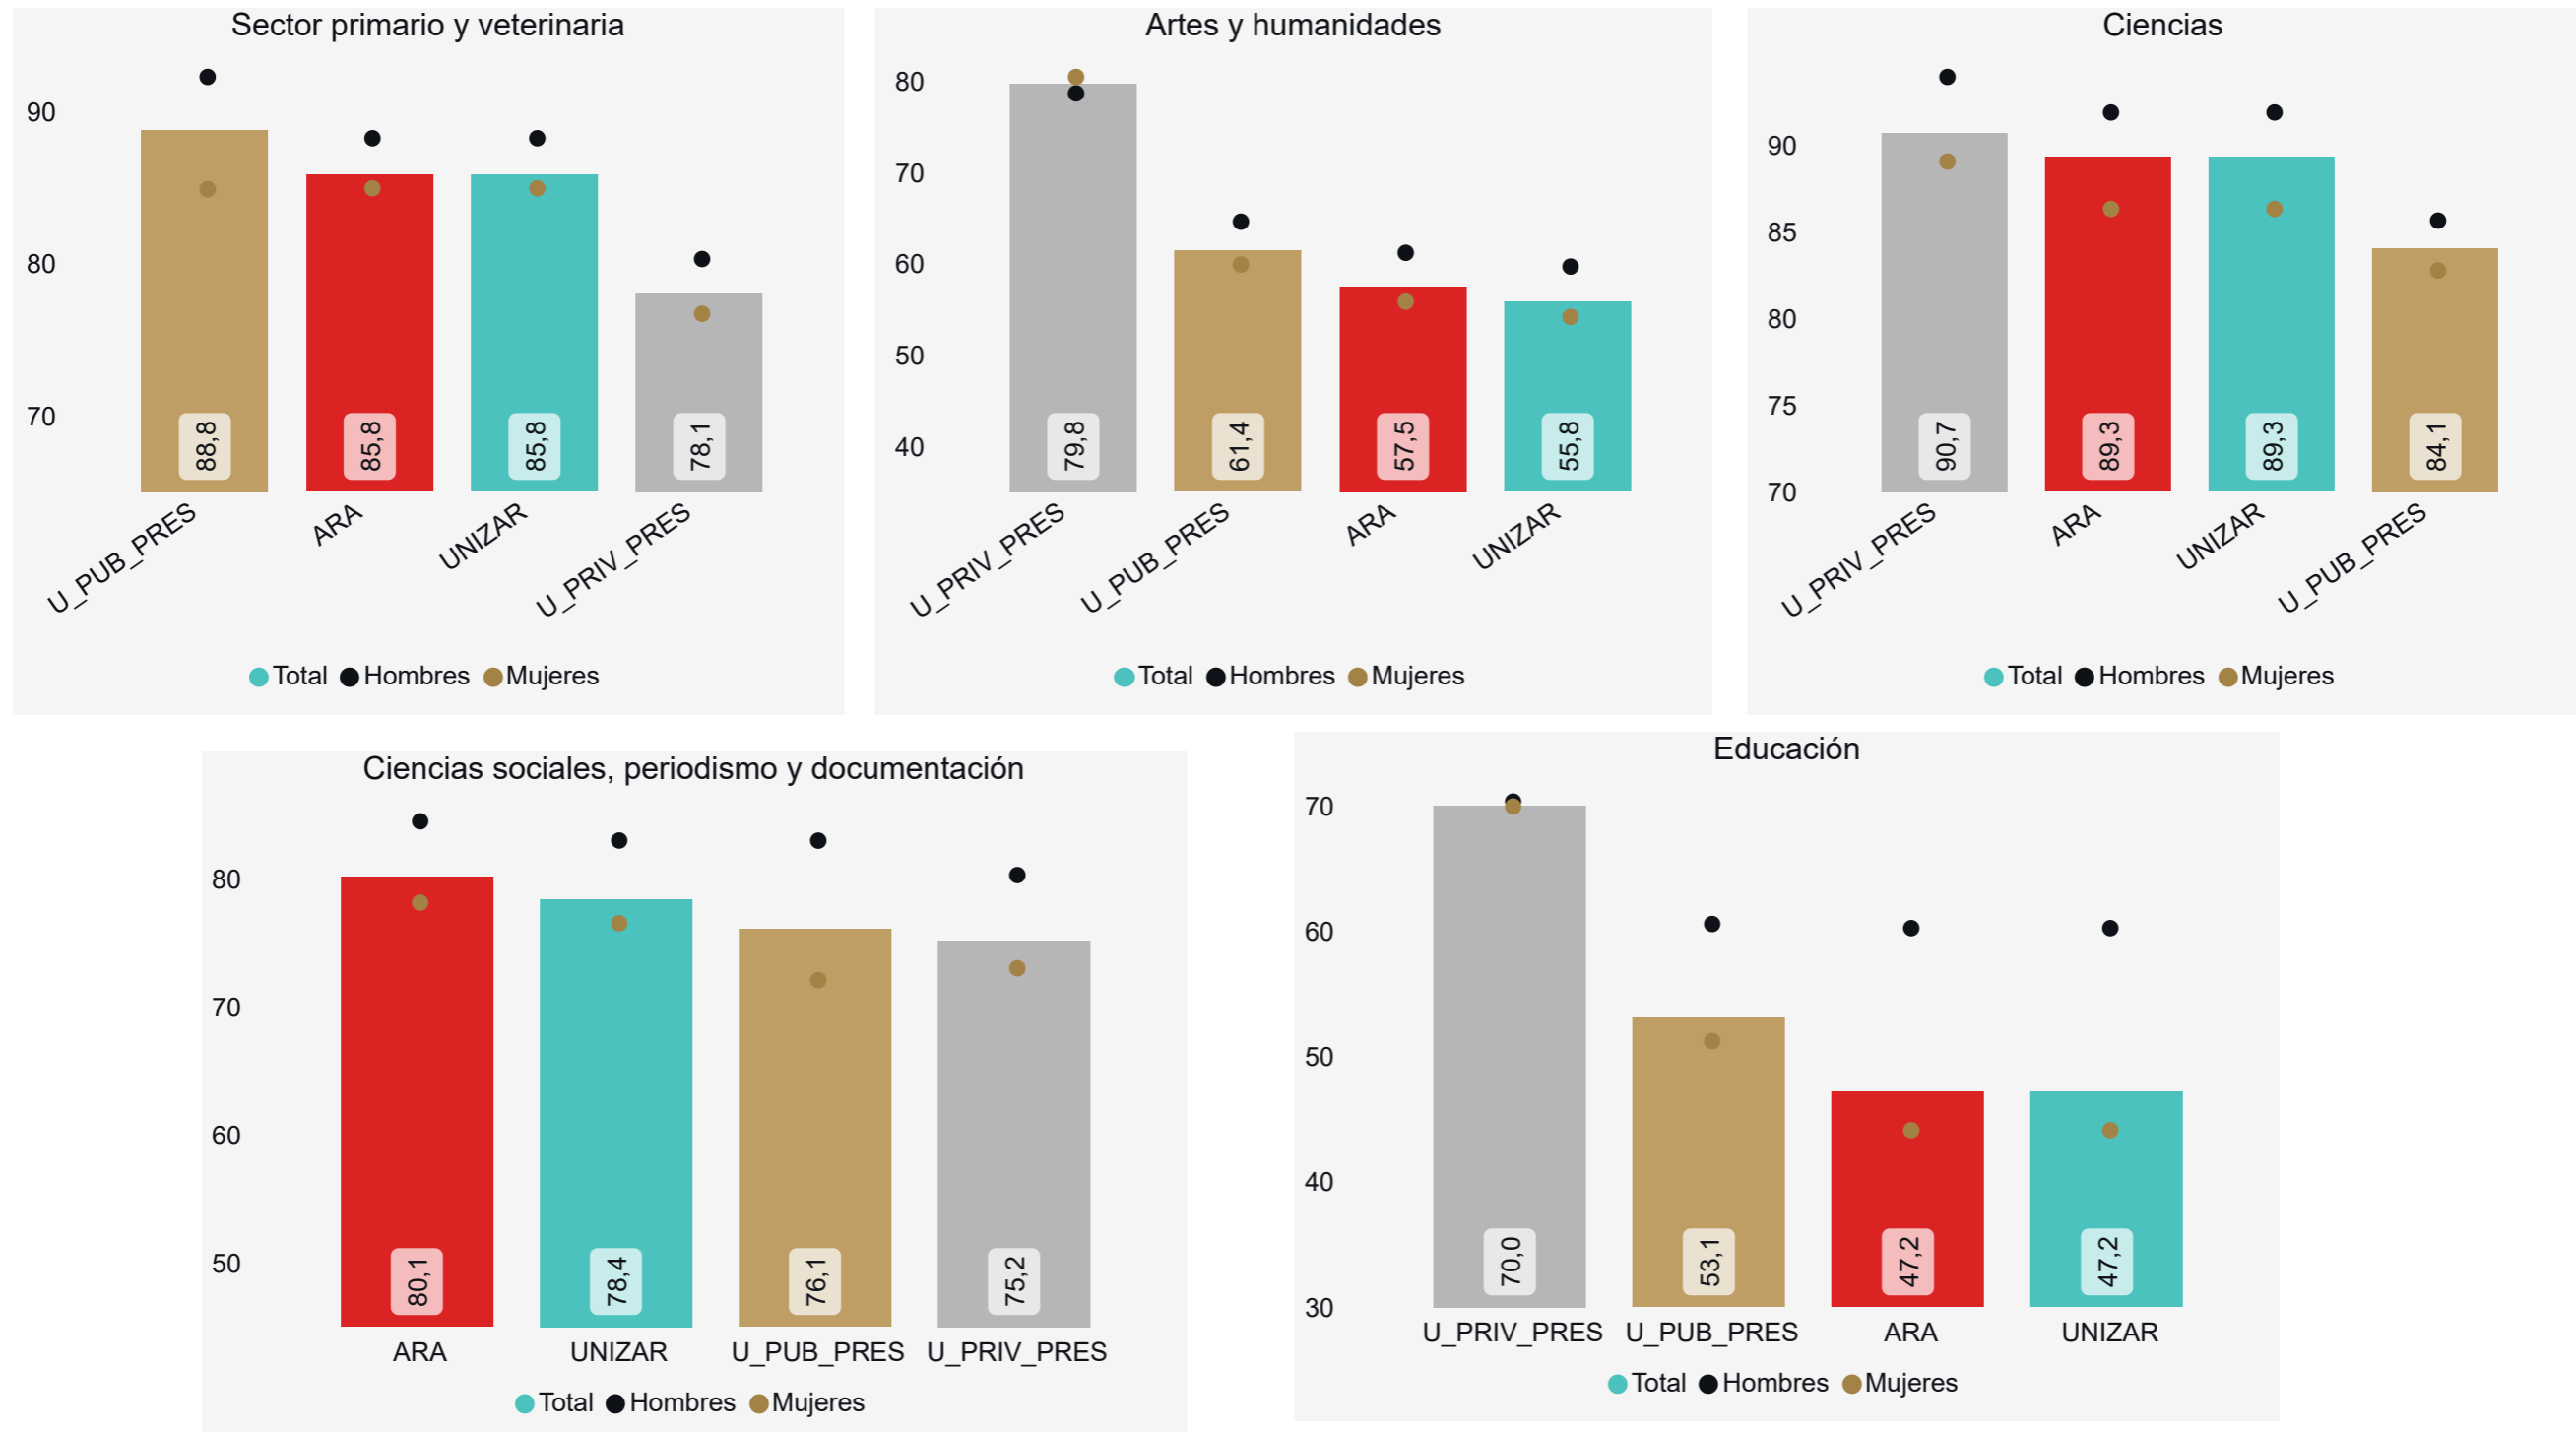 Sector primario y veterinaria
90
80
70
88,8
85,8
85,8
78,1
U_PUB_PRES
ARA
UNIZAR
U_PRIV_PRES
Total Hombres Mujeres
Artes y humanidades
80
70
60
50
40
79,8
61,4
57,5
55,8
U_PRIV_PRES
U_PUB_PRES
ARA
UNIZAR
Total Hombres Mujeres
Ciencias
90
85
80
75
70
90,7
89,3
89,3
84,1
U_PRIV_PRES
ARA
UNIZAR
U_PUB_PRES
Total Hombres Mujeres
Ciencias sociales, periodismo y documentación
80
70
60
50
80,1
78,4
76,1
75,2
ARA UNIZAR U_PUB_PRES U_PRIV_PRES
Total Hombres Mujeres
Educación
70
60
50
40
30
70,0
53,1
47,2
47,2
U_PRIV_PRES U_PUB_PRES ARA UNIZAR
Total Hombres Mujeres